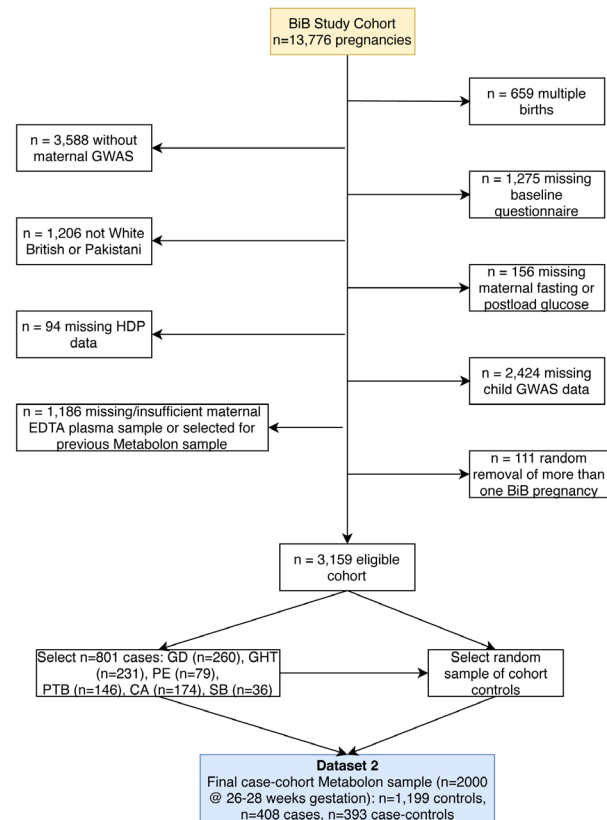 BiB Study Cohort
n=13,776 pregnancies
n = 659 multiple
births
n = 3,588 without
maternal GWAS
n = 1,275 missing
baseline
questionnaire
n = 1,206 not White
British or Pakistani
n = 156 missing
maternal fasting or
postload glucose
n = 94 missing HDP
data
n = 2,424 missing
child GWAS data
n = 1,186 missing/insufficient maternal
EDTA plasma sample or selected for
previous Metabolon sample
n = 111 random
removal of more than
one BiB pregnancy
n = 3,159 eligible
cohort
Select n=801 cases: GD (n=260), GHT
(n=231), PE (n=79),
PTB (n=146), CA (n=174), SB (n=36)
Select random
sample of cohort
controls
Dataset 2
Final case-cohort Metabolon sample (n=2000
@ 26-28 weeks gestation): n=1,199 controls,
n=408 cases, n=393 case-controls